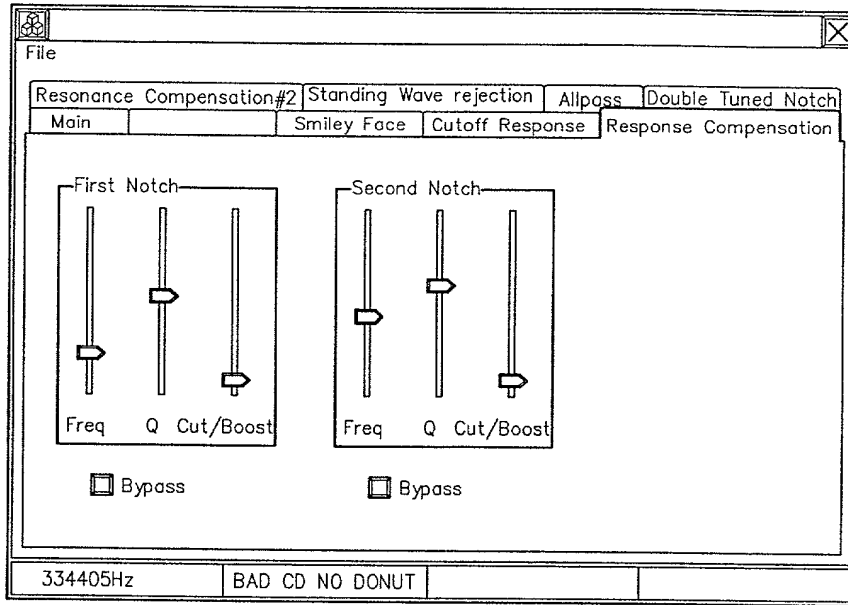 File
Resonance Compensation#2 Standing Wave rejection Allpass Double Tuned Notch
Main Smiley Face Cutoff Response Response Compensation
First Notch Second Notch
Freq Q Cut/Boost Freq Q Cut/Boost
Bypass Bypass
334405Hz BAD CD NO DONUT